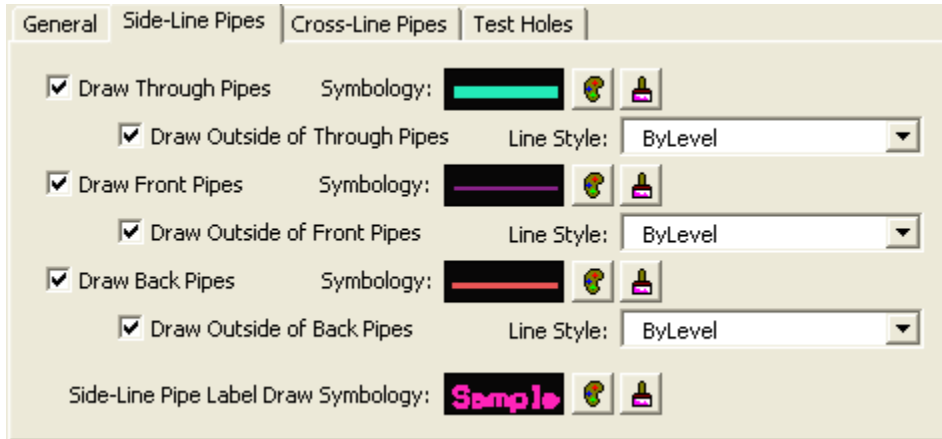 General Side-Line Pipes Cross-Line Pipes Test Holes
Draw Through Pipes Symbology:
Draw Outside of Through Pipes Line Style: ByLevel
Draw Front Pipes Symbology:
Draw Outside of Front Pipes Line Style: ByLevel
Draw Back Pipes Symbology:
Draw Outside of Back Pipes Line Style: ByLevel
Side-Line Pipe Label Draw Symbology: Sample